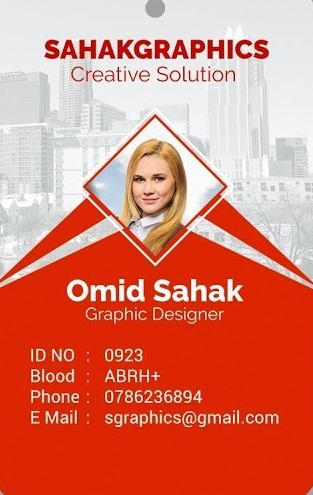 SAHAKGRAPHICS
Creative Solution
Omid Sahak
Graphic Designer
ID NO : 0923
Blood : ABRH+
Phone : 0786236894
E Mail : sgraphics@gmail.com